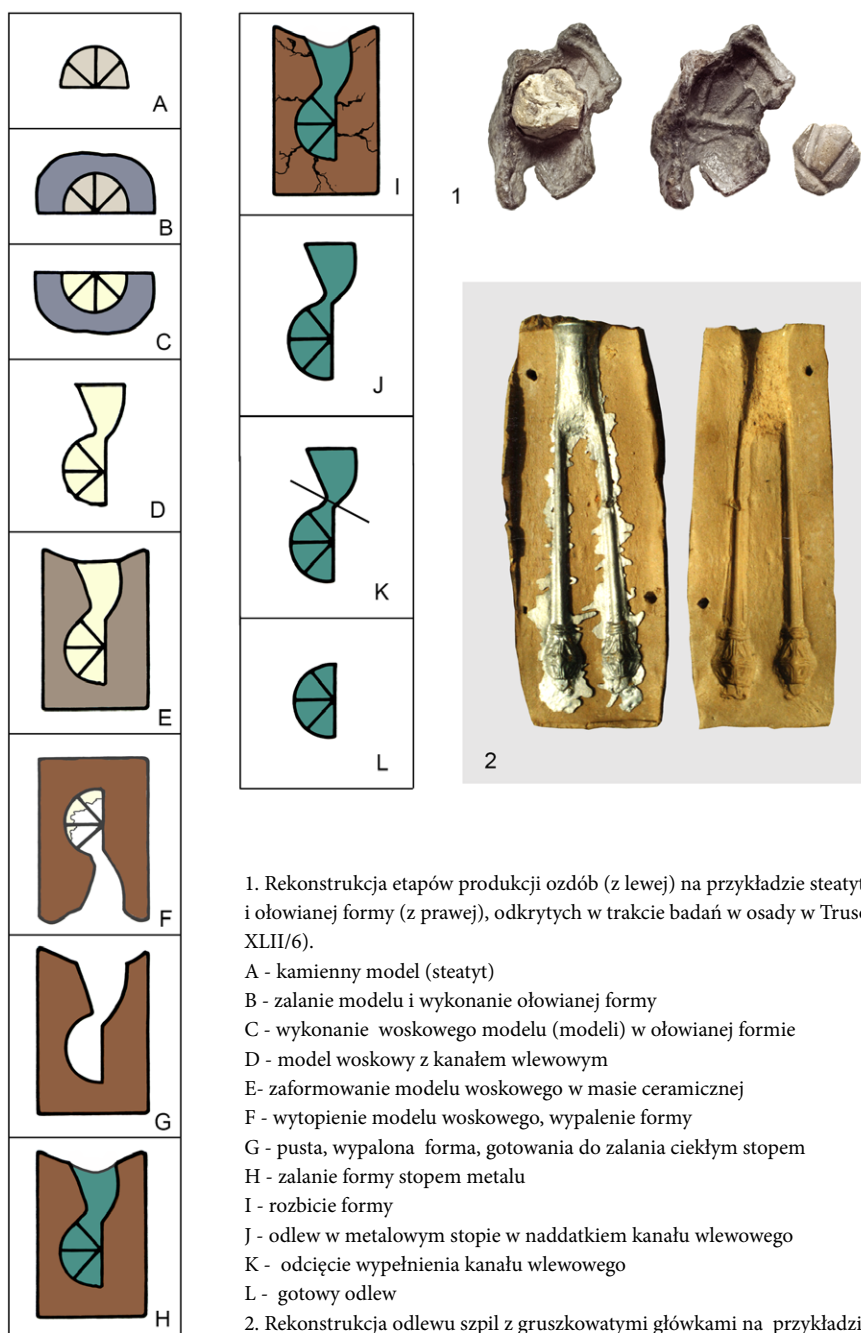 A
B
C
D
E
F
G
H
I
J
K
L
1
2
1. Rekonstrukcja etapów produkcji ozdób (z lewej) na przykładzie
i ołowianej formy (z prawej), odkrytych w trakcie badań w osady w
XLII/6).
A - kamienny model (steatyt)
B - zalanie modelu i wykonanie ołowianej formy
C - wykonanie woskowego modelu (modeli) w ołowianej formie
D - model woskowy z kanałem wlewowym
E- zaformowanie modelu woskowego w masie ceramicznej
F - wytopienie modelu woskowego, wypalenie formy
G - pusta, wypalona forma, gotowania do zalania ciekłym stopem
H - zalanie formy stopem metalu
I - rozbicie formy
J - odlew w metalowym stopie w naddatkiem kanału wlewowego
K - odcięcie wypełnienia kanału wlewowego
L - gotowy odlew
2. Rekonstrukcja odlewu szpil z gruszkowatymi główkami na